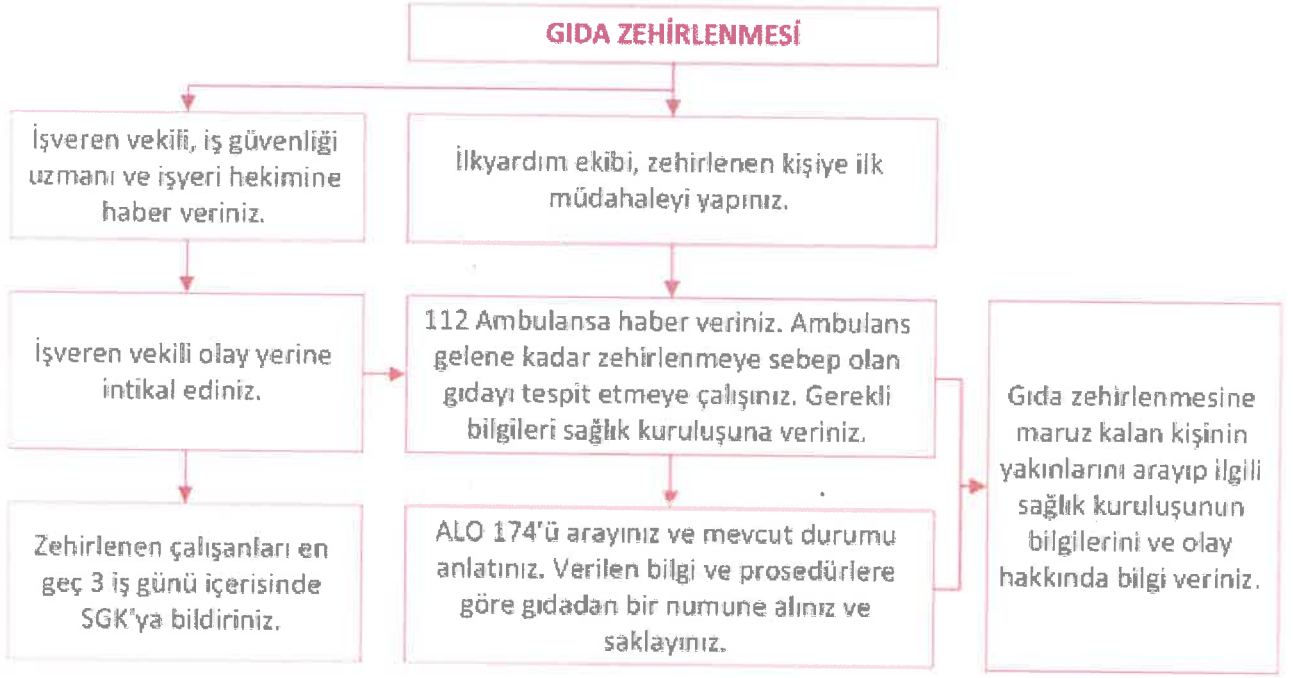 GIDA ZEHİRLENMESİ
İşveren vekili, iş güvenliği
uzmanı ve işyeri hekimine
haber veriniz.
İlkyardım ekibi, zehirlenen kişiye ilk
müdahaleyi yapınız.
İşveren vekili olay yerine
intikal ediniz.
112 Ambulansa haber veriniz. Ambulans
gelene kadar zehirlenmeye sebep olan
gıdayı tespit etmeye çalışınız. Gerekli
bilgileri sağlık kuruluşuna veriniz.
Gıda zehirlenmesine
maruz kalan kişinin
yakınlarını arayıp ilgili
sağlık kuruluşunun
bilgilerini ve olay
hakkında bilgi veriniz.
Zehirlenen çalışanları en
geç 3 iş günü içerisinde
SGK'ya bildiriniz.
ALO 174'ü arayınız ve mevcut durumu
anlatınız. Verilen bilgi ve prosedürlere
göre gıdadan bir numune alınız ve
saklayınız.